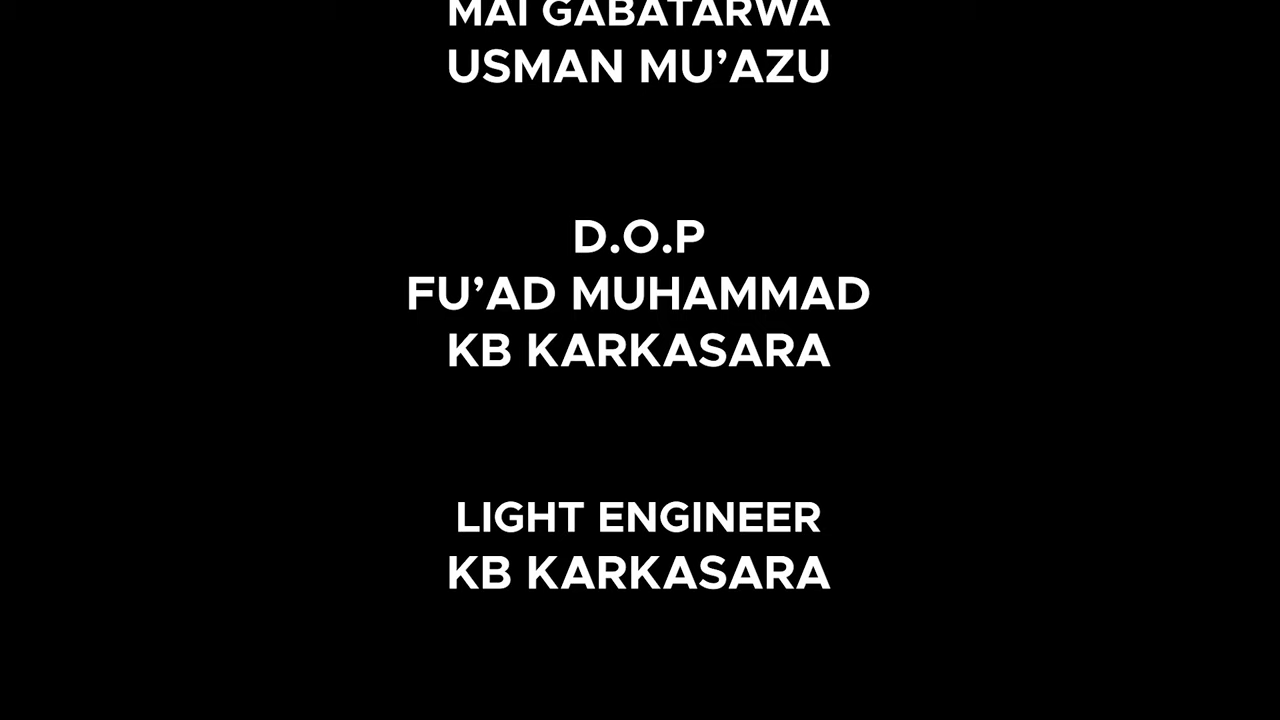 MAI GABATARWA
USMAN MU’AZU
D.O.P
FU’AD MUHAMMAD
KB KARKASARA
LIGHT ENGINEER
KB KARKASARA